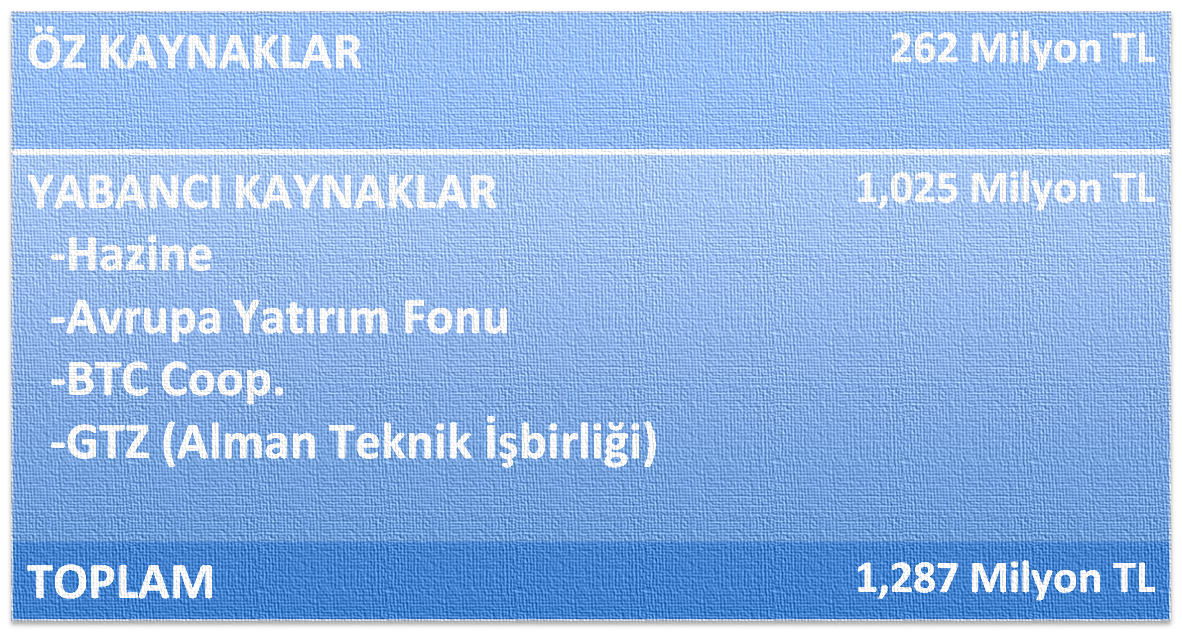 ÖZ KAYNAKLAR 262 Milyon TL
YABANCI KAYNAKLAR 1,025 Milyon TL
-Hazine
-Avrupa Yatırım Fonu
-BTC Coop.
-GTZ (Alman Teknik İşbirliği)
TOPLAM 1,287 Milyon TL